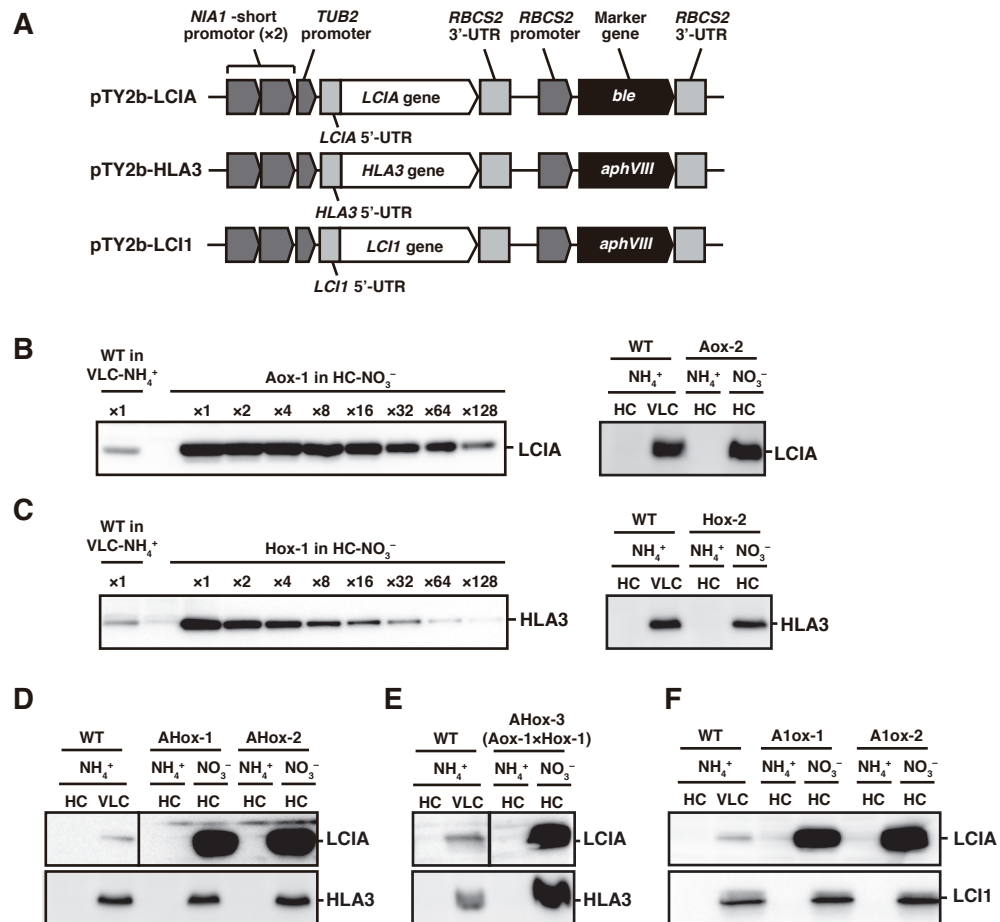 A
NIA1 -short promotor (×2)
TUB2 promoter
RBCS2 3’-UTR
RBCS2 promoter
Marker gene
RBCS2 3’-UTR
pTY2b-LCIA
LCIA gene
ble
LCIA 5’-UTR
pTY2b-HLA3
HLA3 gene
aphVIII
HLA3 5’-UTR
pTY2b-LCI1
LCI1 gene
aphVIII
LCI1 5’-UTR
B
WT in VLC-NH₄⁺
Aox-1 in HC-NO₃⁻
×1 ×1 ×2 ×4 ×8 ×16 ×32 ×64 ×128
LCIA
WT Aox-2
NH₄⁺ NH₄⁺ NO₃⁻
HC VLC HC HC
LCIA
C
WT in VLC-NH₄⁺
Hox-1 in HC-NO₃⁻
×1 ×1 ×2 ×4 ×8 ×16 ×32 ×64 ×128
HLA3
WT Hox-2
NH₄⁺ NH₄⁺ NO₃⁻
HC VLC HC HC
HLA3
D
WT AHox-1 AHox-2
NH₄⁺ NH₄⁺ NO₃⁻ NH₄⁺ NO₃⁻
HC VLC HC HC HC HC
LCIA
HLA3
E
WT AHox-3 (Aox-1×Hox-1)
NH₄⁺ NH₄⁺ NO₃⁻
HC VLC HC HC
LCIA
HLA3
F
WT A1ox-1 A1ox-2
NH₄⁺ NH₄⁺ NO₃⁻ NH₄⁺ NO₃⁻
HC VLC HC HC HC HC
LCIA
LCI1